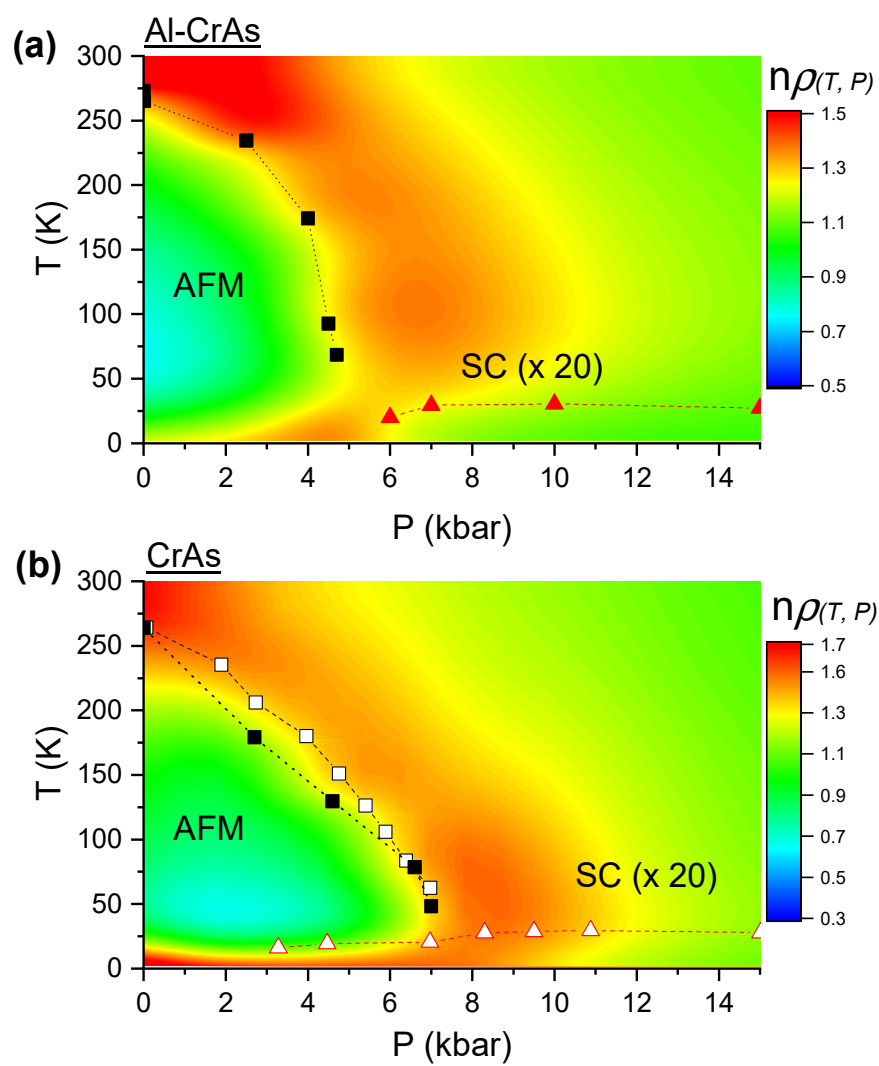 (a)
Al-CrAs
300
250
200
150
100
50
0
T (K)
AFM
SC (x 20)
0 2 4 6 8 10 12 14
P (kbar)
nρ(T, P)
1.5
1.3
1.1
0.9
0.7
0.5
(b)
CrAs
300
250
200
150
100
50
0
T (K)
AFM
SC (x 20)
0 2 4 6 8 10 12 14
P (kbar)
nρ(T, P)
1.7
1.6
1.3
1.1
0.9
0.7
0.5
0.3